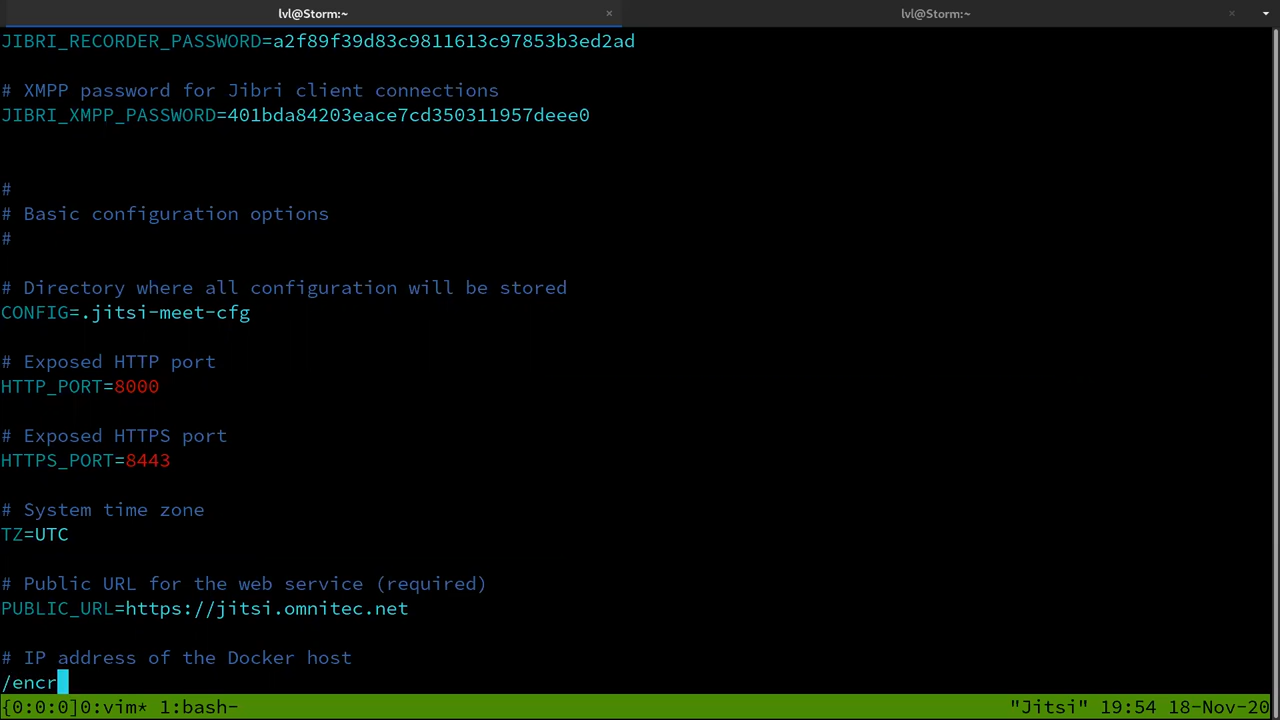 lvl@Storm:~ × lvl@Storm:~ ×
JIBRI_RECORDER_PASSWORD=a2f89f39d83c9811613c97853b3ed2ad
# XMPP password for Jibri client connections
JIBRI_XMPP_PASSWORD=401bda84203eace7cd350311957deee0
#
# Basic configuration options
#
# Directory where all configuration will be stored
CONFIG=.jitsi-meet-cfg
# Exposed HTTP port
HTTP_PORT=8000
# Exposed HTTPS port
HTTPS_PORT=8443
# System time zone
TZ=UTC
# Public URL for the web service (required)
PUBLIC_URL=https://jitsi.omnitec.net
# IP address of the Docker host
/encr
{0:0:0]0:vim* 1:bash- "Jitsi" 19:54 18-Nov-20